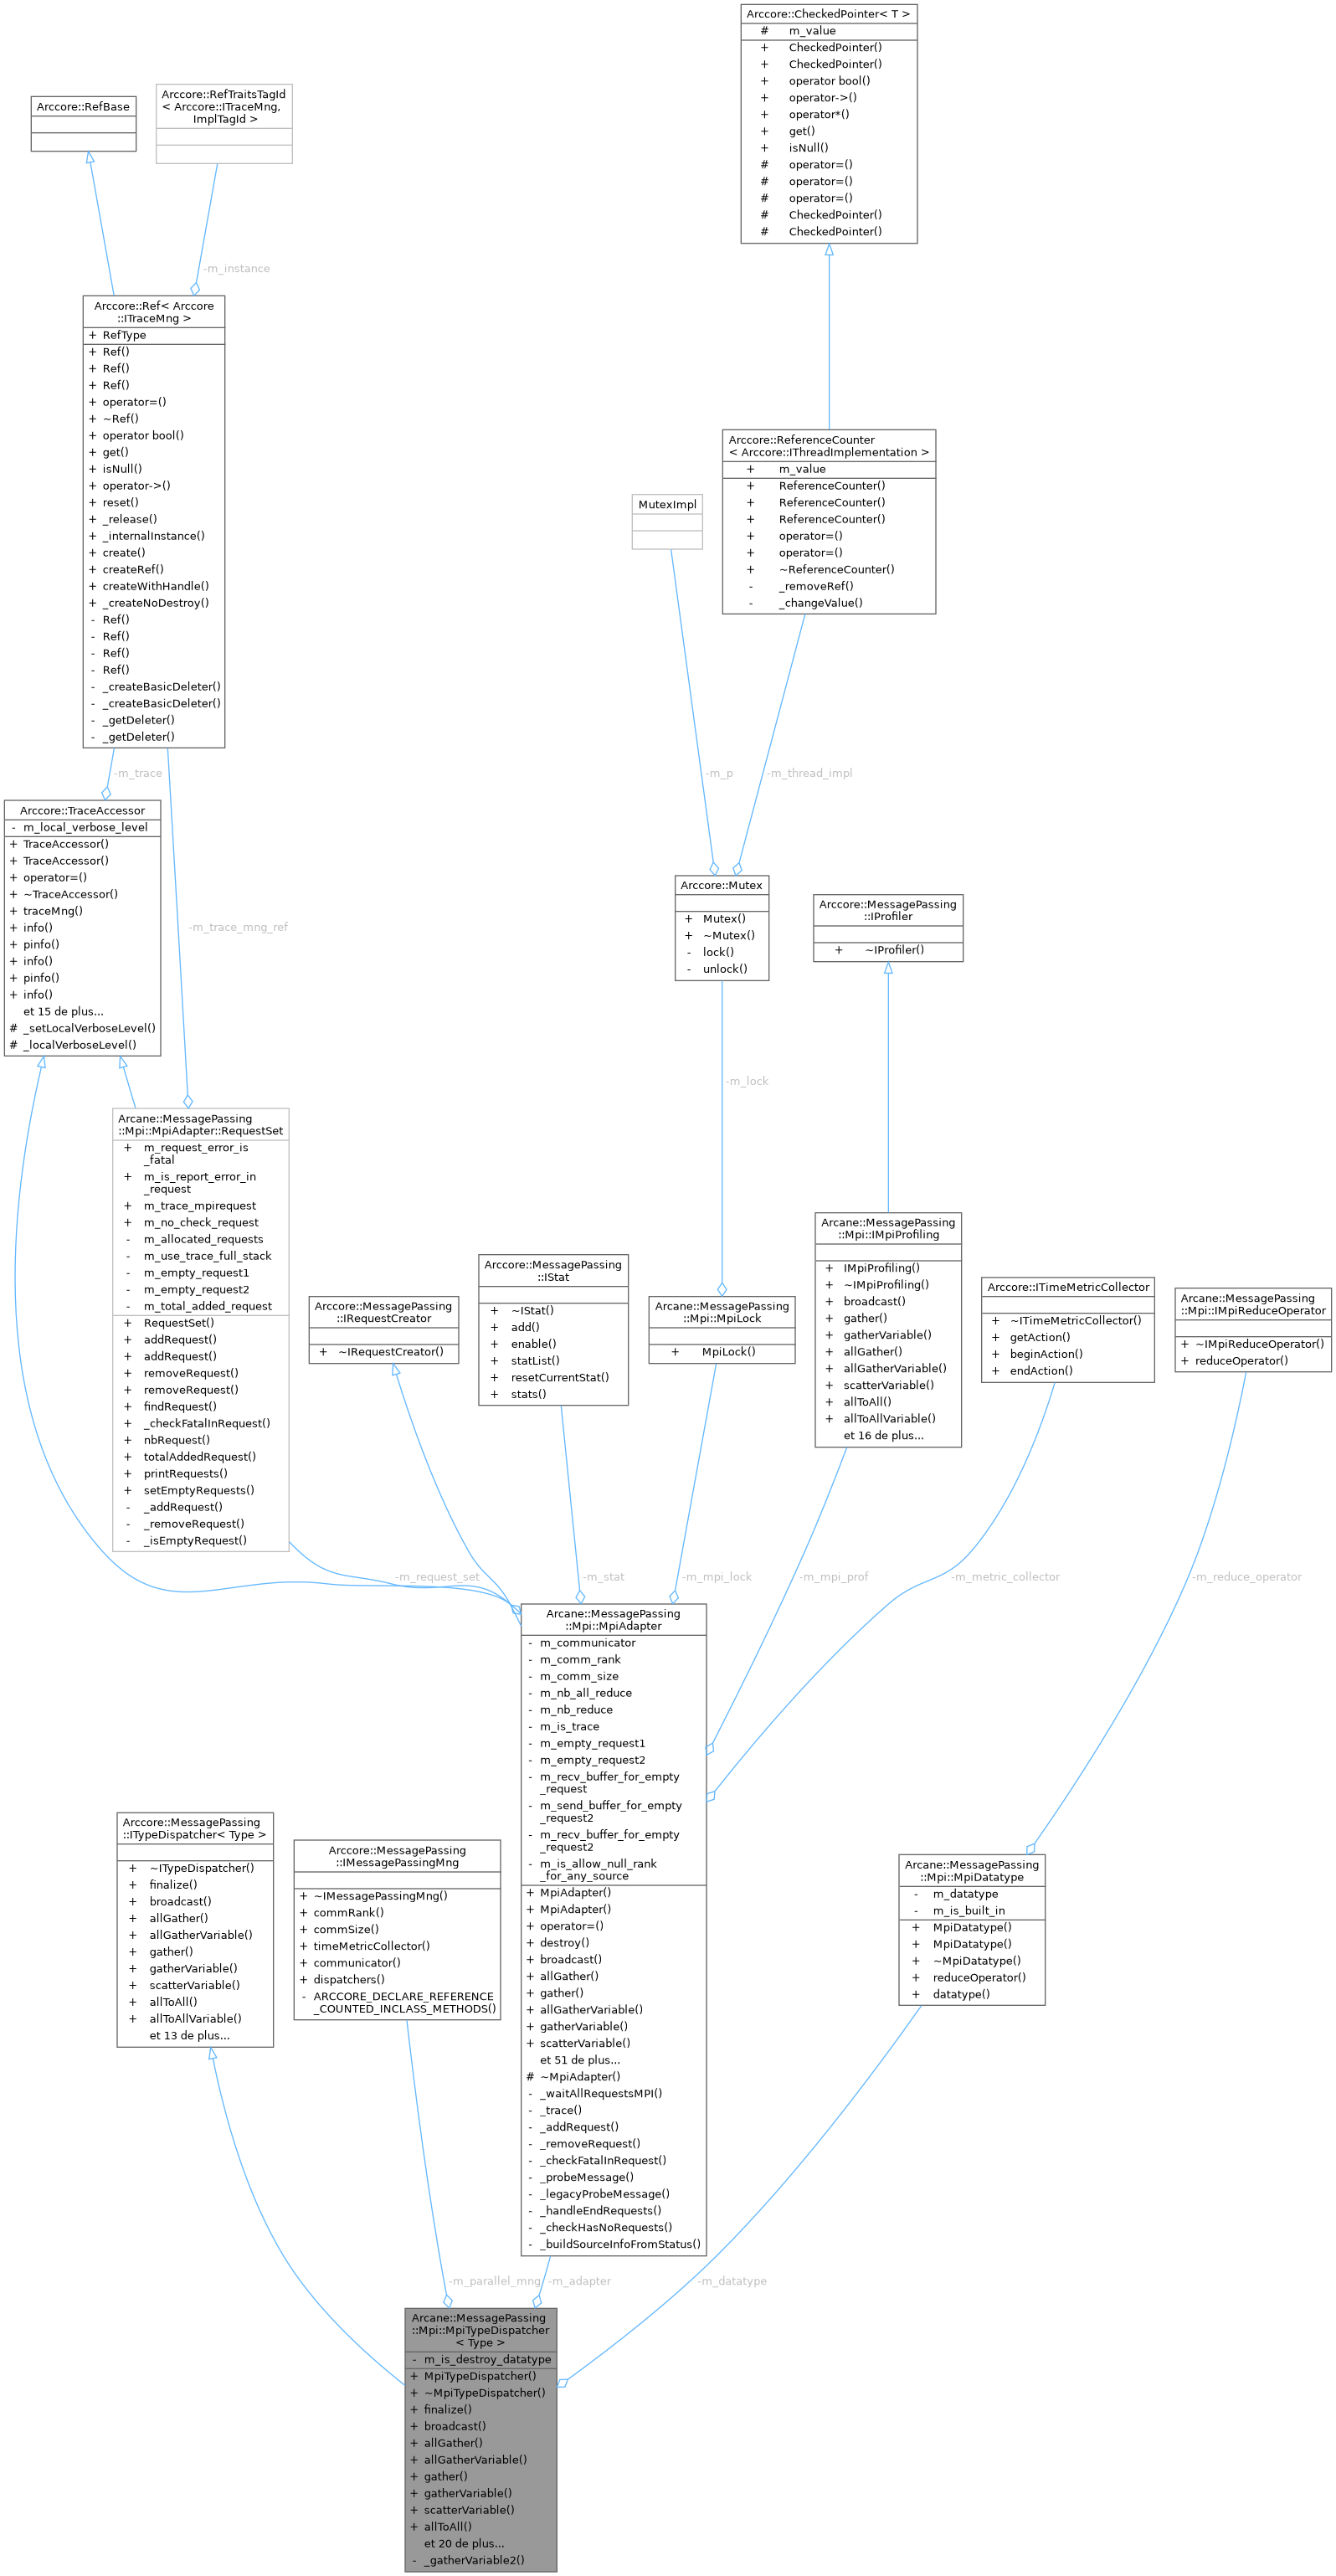 Arccore::CheckedPointer< T >
# m_value
+ CheckedPointer()
+ CheckedPointer()
+ operator bool()
+ operator->()
+ operator*()
+ get()
+ isNull()
# operator=()
# operator=()
# operator=()
# CheckedPointer()
# CheckedPointer()
Arccore::RefBase
Arccore::RefTraitsTagId
< Arccore::ITraceMng,
ImplTagId >
-m_instance
Arccore::Ref< Arccore
::ITraceMng >
+ RefType
+ Ref()
+ Ref()
+ Ref()
+ operator=()
+ ~Ref()
+ operator bool()
+ get()
+ isNull()
+ operator->()
+ reset()
+ _release()
+ _internalInstance()
+ create()
+ createRef()
+ createWithHandle()
+ _createNoDestroy()
- Ref()
- Ref()
- Ref()
- Ref()
- _createBasicDeleter()
- _createBasicDeleter()
- _getDeleter()
- _getDeleter()
Arccore::ReferenceCounter
< Arccore::IThreadImplementation >
+ m_value
+ ReferenceCounter()
+ ReferenceCounter()
+ ReferenceCounter()
+ operator=()
+ operator=()
+ ~ReferenceCounter()
- _removeRef()
- _changeValue()
MutexImpl
-m_trace
-m_p
-m_thread_impl
Arccore::TraceAccessor
- m_local_verbose_level
+ TraceAccessor()
+ TraceAccessor()
+ operator=()
+ ~TraceAccessor()
+ traceMng()
+ info()
+ pinfo()
+ info()
+ pinfo()
+ info()
et 15 de plus...
# _setLocalVerboseLevel()
# _localVerboseLevel()
-m_trace_mng_ref
Arccore::Mutex
+ Mutex()
+ ~Mutex()
- lock()
- unlock()
Arccore::MessagePassing
::IProfiler
+ ~IProfiler()
-m_lock
Arcane::MessagePassing
::Mpi::MpiAdapter::RequestSet
+ m_request_error_is
_fatal
+ m_is_report_error_in
_request
+ m_trace_mpirequest
+ m_no_check_request
- m_allocated_requests
- m_use_trace_full_stack
- m_empty_request1
- m_empty_request2
- m_total_added_request
+ RequestSet()
+ addRequest()
+ addRequest()
+ removeRequest()
+ removeRequest()
+ findRequest()
+ _checkFatalInRequest()
+ nbRequest()
+ totalAddedRequest()
+ printRequests()
+ setEmptyRequests()
- _addRequest()
- _removeRequest()
- _isEmptyRequest()
Arccore::MessagePassing
::IRequestCreator
+ ~IRequestCreator()
Arccore::MessagePassing
::IStat
+ ~IStat()
+ add()
+ enable()
+ statList()
+ resetCurrentStat()
+ stats()
Arcane::MessagePassing
::Mpi::MpiLock
+ MpiLock()
Arcane::MessagePassing
::Mpi::IMpiProfiling
+ IMpiProfiling()
+ ~IMpiProfiling()
+ broadcast()
+ gather()
+ gatherVariable()
+ allGather()
+ allGatherVariable()
+ scatterVariable()
+ allToAll()
+ allToAllVariable()
et 16 de plus...
Arccore::ITimeMetricCollector
+ ~ITimeMetricCollector()
+ getAction()
+ beginAction()
+ endAction()
Arcane::MessagePassing
::Mpi::IMpiReduceOperator
+ ~IMpiReduceOperator()
+ reduceOperator()
-m_request_set
-m_stat
-m_mpi_lock
-m_mpi_prof
-m_metric_collector
-m_reduce_operator
Arcane::MessagePassing
::Mpi::MpiAdapter
- m_communicator
- m_comm_rank
- m_comm_size
- m_nb_all_reduce
- m_nb_reduce
- m_is_trace
- m_empty_request1
- m_empty_request2
- m_recv_buffer_for_empty
_request
- m_send_buffer_for_empty
_request2
- m_recv_buffer_for_empty
_request2
- m_is_allow_null_rank
_for_any_source
+ MpiAdapter()
+ MpiAdapter()
+ operator=()
+ destroy()
+ broadcast()
+ allGather()
+ gather()
+ allGatherVariable()
+ gatherVariable()
+ scatterVariable()
et 51 de plus...
# ~MpiAdapter()
- _waitAllRequestsMPI()
- _trace()
- _addRequest()
- _removeRequest()
- _checkFatalInRequest()
- _probeMessage()
- _legacyProbeMessage()
- _handleEndRequests()
- _checkHasNoRequests()
- _buildSourceInfoFromStatus()
Arccore::MessagePassing
::ITypeDispatcher< Type >
+ ~ITypeDispatcher()
+ finalize()
+ broadcast()
+ allGather()
+ allGatherVariable()
+ gather()
+ gatherVariable()
+ scatterVariable()
+ allToAll()
+ allToAllVariable()
et 13 de plus...
Arccore::MessagePassing
::IMessagePassingMng
+ ~IMessagePassingMng()
+ commRank()
+ commSize()
+ timeMetricCollector()
+ communicator()
+ dispatchers()
- ARCCORE_DECLARE_REFERENCE
_COUNTED_INCLASS_METHODS()
Arcane::MessagePassing
::Mpi::MpiDatatype
- m_datatype
- m_is_built_in
+ MpiDatatype()
+ MpiDatatype()
+ ~MpiDatatype()
+ reduceOperator()
+ datatype()
-m_parallel_mng
-m_adapter
-m_datatype
Arcane::MessagePassing
::Mpi::MpiTypeDispatcher
< Type >
- m_is_destroy_datatype
+ MpiTypeDispatcher()
+ ~MpiTypeDispatcher()
+ finalize()
+ broadcast()
+ allGather()
+ allGatherVariable()
+ gather()
+ gatherVariable()
+ scatterVariable()
+ allToAll()
et 20 de plus...
- _gatherVariable2()